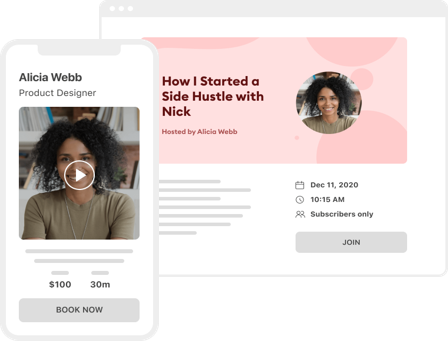 Alicia Webb
Product Designer
$100
30m
BOOK NOW
How I Started a
Side Hustle with
Nick
Hosted by Alicia Webb
Dec 11, 2020
10:15 AM
Subscribers only
JOIN